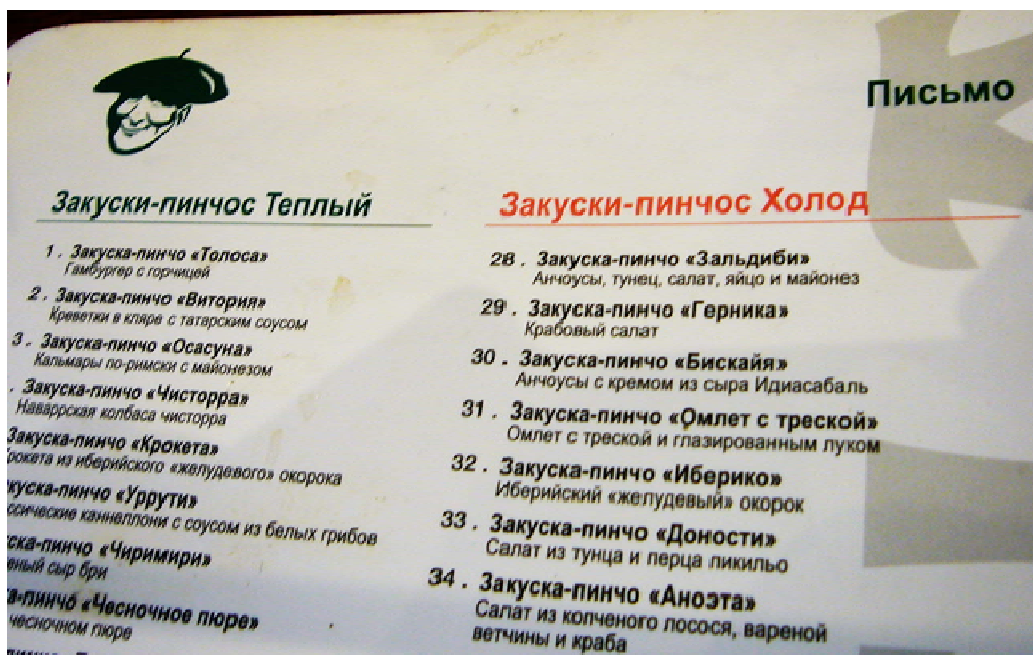 Письмо
Закуски-пинчос Теплый
1. Закуска-пинчо «Толоса»
Гамбургер с горчицей
2. Закуска-пинчо «Витория»
Креветки в кляре с татарским соусом
3. Закуска-пинчо «Осасуна»
Кальмары по-римски с майонезом
. Закуска-пинчо «Чисторра»
Наваррская колбаса чисторра
Закуска-пинчо «Крокета»
рокета из иберийского «желудевого» окорока
куска-пинчо «Уррути»
ссические каннеллони с соусом из белых грибов
ска-пинчо «Чиримири»
еный сыр бри
а-пинчо «Чесночное пюре»
чесночном пюре
Закуски-пинчос Холод
28. Закуска-пинчо «Зальдиби»
Анчоусы, тунец, салат, яйцо и майонез
29. Закуска-пинчо «Герника»
Крабовый салат
30. Закуска-пинчо «Бискайя»
Анчоусы с кремом из сыра Идиасабаль
31. Закуска-пинчо «Омлет с треской»
Омлет с треской и глазированным луком
32. Закуска-пинчо «Иберико»
Иберийский «желудевый» окорок
33. Закуска-пинчо «Доности»
Салат из тунца и перца пикильо
34. Закуска-пинчо «Аноэта»
Салат из копченого лосося, вареной
ветчины и краба